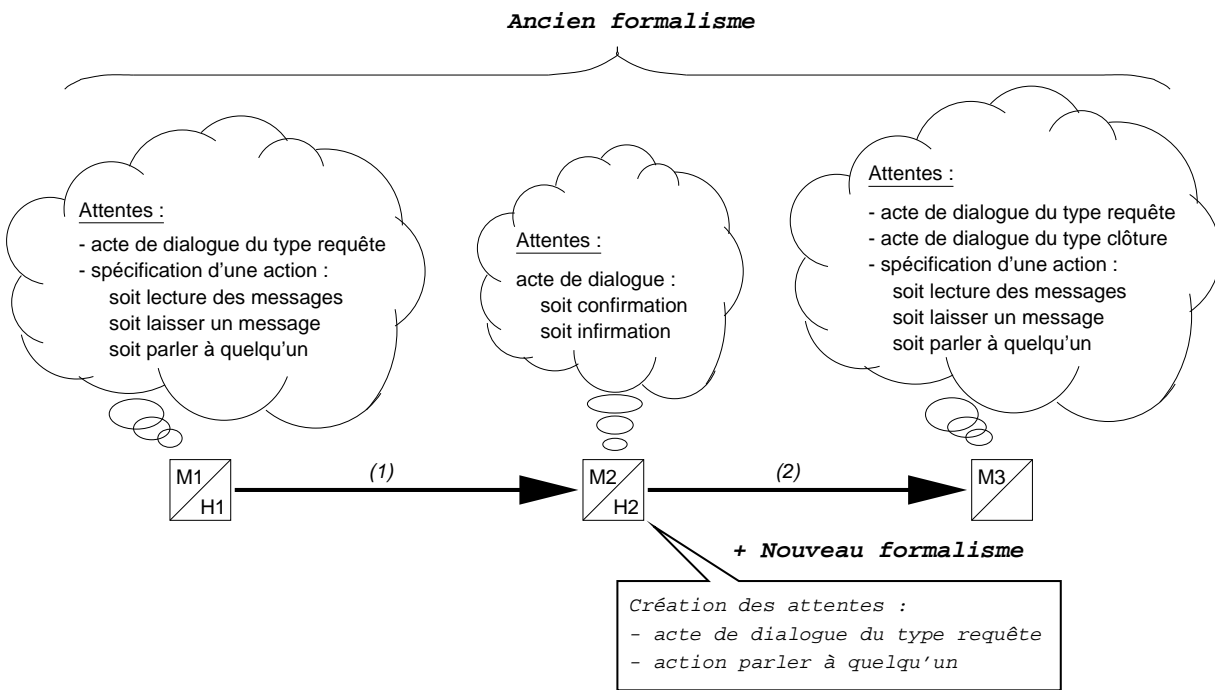 Ancien formalisme
Attentes :
- acte de dialogue du type requête
- spécification d'une action :
soit lecture des messages
soit laisser un message
soit parler à quelqu'un
Attentes :
acte de dialogue :
soit confirmation
soit infirmation
Attentes :
- acte de dialogue du type requête
- acte de dialogue du type clôture
- spécification d'une action :
soit lecture des messages
soit laisser un message
soit parler à quelqu'un
M1
H1
(1)
M2
H2
(2)
M3
+ Nouveau formalisme
Création des attentes :
- acte de dialogue du type requête
- action parler à quelqu'un